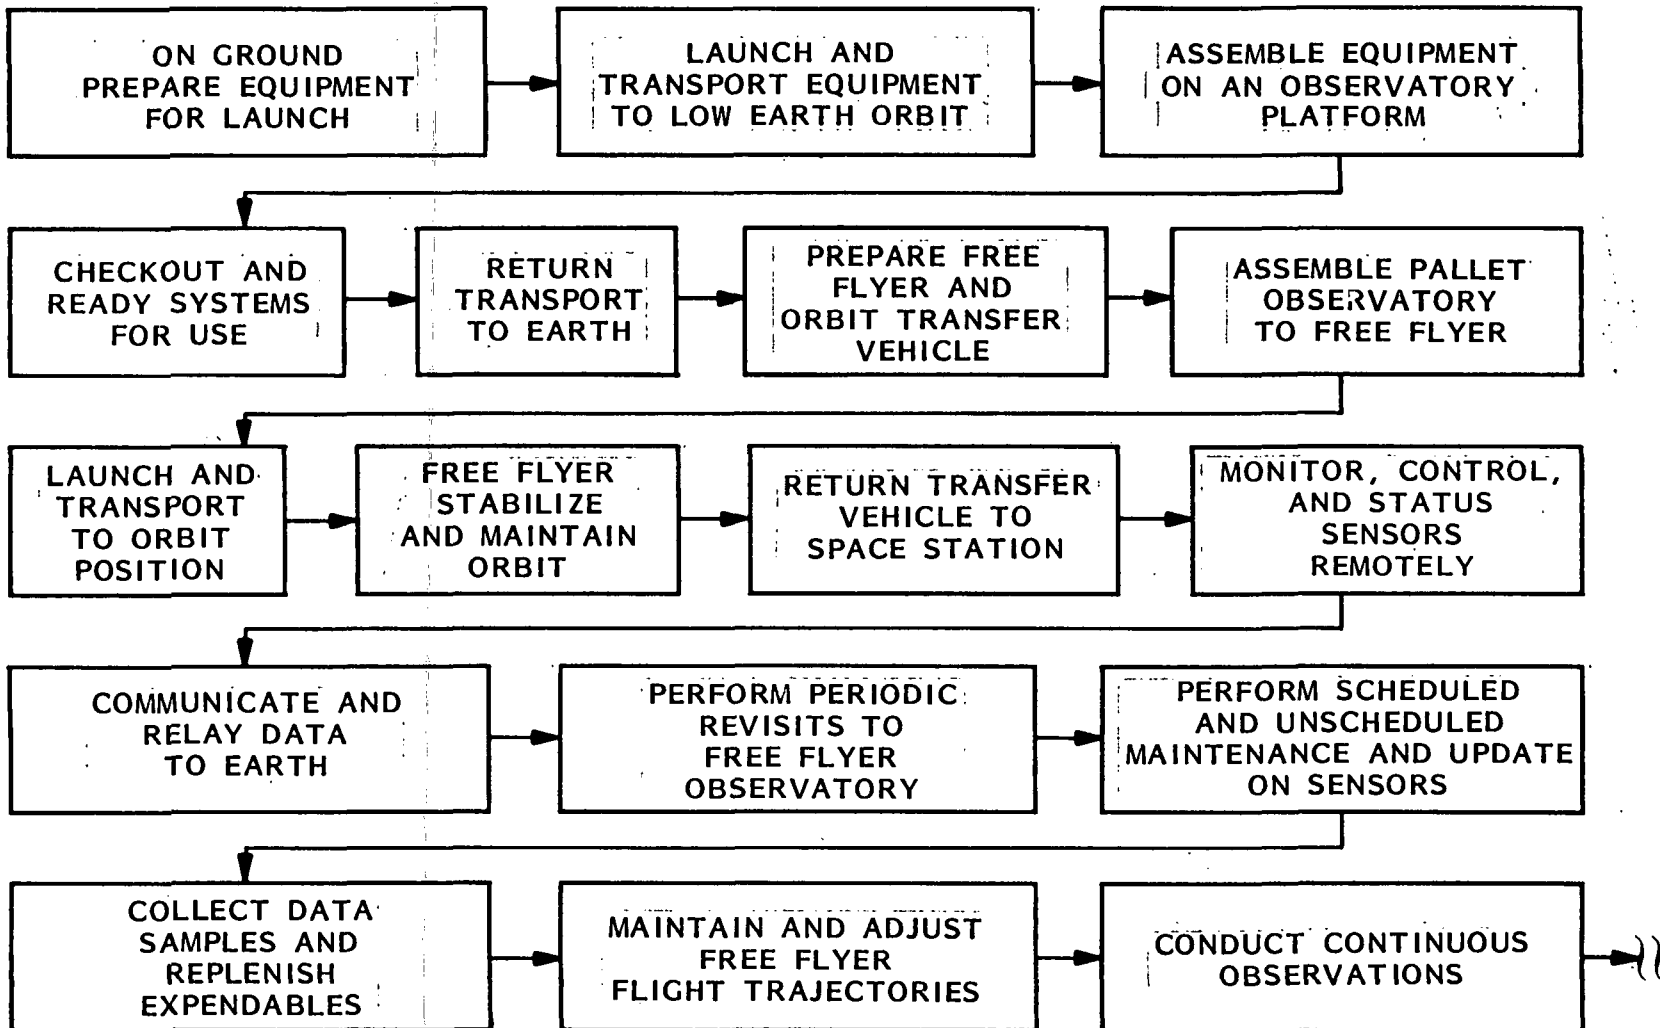 ON GROUND
PREPARE EQUIPMENT
FOR LAUNCH
LAUNCH AND
TRANSPORT EQUIPMENT
TO LOW EARTH ORBIT
ASSEMBLE EQUIPMENT
ON AN OBSERVATORY
PLATFORM
CHECKOUT AND
READY SYSTEMS
FOR USE
RETURN
TRANSPORT
TO EARTH
PREPARE FREE
FLYER AND
ORBIT TRANSFER
VEHICLE
ASSEMBLE PALLET
OBSERVATORY
TO FREE FLYER
LAUNCH AND
TRANSPORT
TO ORBIT
POSITION
FREE FLYER
STABILIZE
AND MAINTAIN
ORBIT
RETURN TRANSFER
VEHICLE TO
SPACE STATION
MONITOR, CONTROL,
AND STATUS
SENSORS
REMOTELY
COMMUNICATE AND
RELAY DATA
TO EARTH
PERFORM PERIODIC
REVISITS TO
FREE FLYER
OBSERVATORY
PERFORM SCHEDULED
AND UNSCHEDULED
MAINTENANCE AND UPDATE
ON SENSORS
COLLECT DATA
SAMPLES AND
REPLENISH
EXPENDABLES
MAINTAIN AND ADJUST
FREE FLYER
FLIGHT TRAJECTORIES
CONDUCT CONTINUOUS
OBSERVATIONS